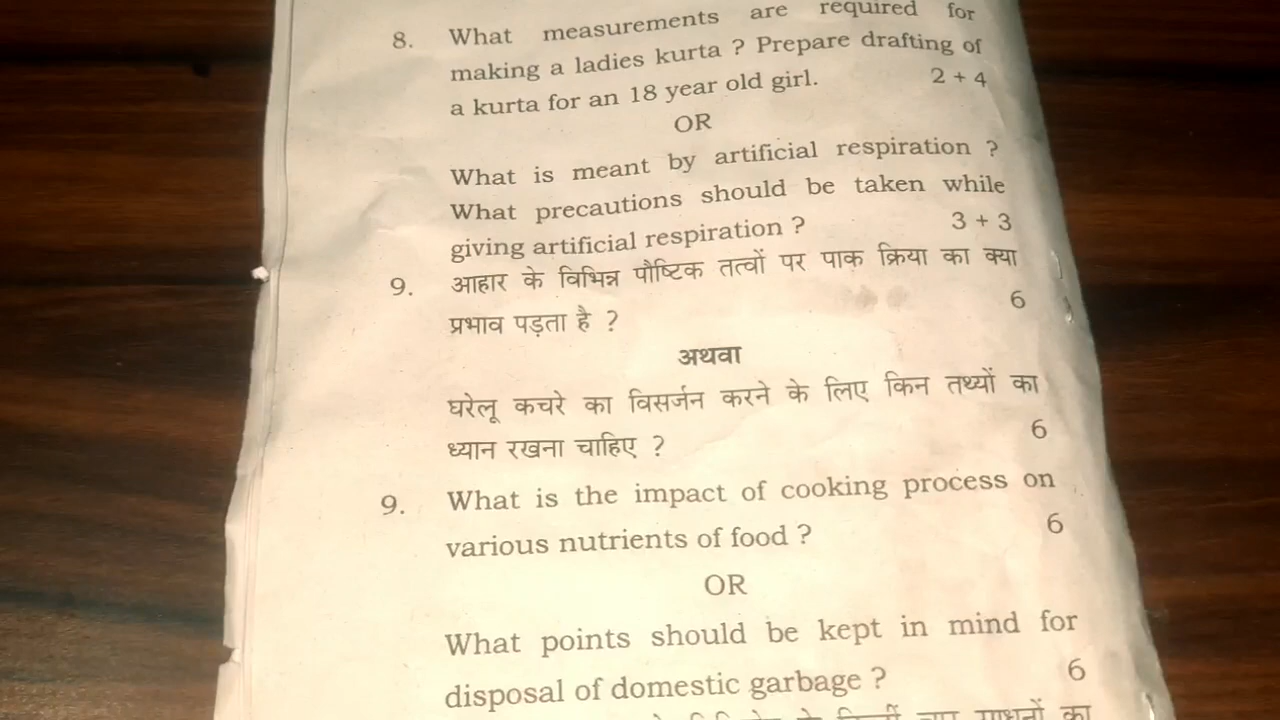 8. What measurements are required for
making a ladies kurta ? Prepare drafting of
a kurta for an 18 year old girl. 2 + 4
OR
What is meant by artificial respiration ?
What precautions should be taken while
giving artificial respiration ? 3 + 3
9. आहार के विभिन्न पौष्टिक तत्वों पर पाक क्रिया का क्या
प्रभाव पड़ता है ? 6
अथवा
घरेलू कचरे का विसर्जन करने के लिए किन तथ्यों का
ध्यान रखना चाहिए ? 6
9. What is the impact of cooking process on
various nutrients of food ? 6
OR
What points should be kept in mind for
disposal of domestic garbage ? 6